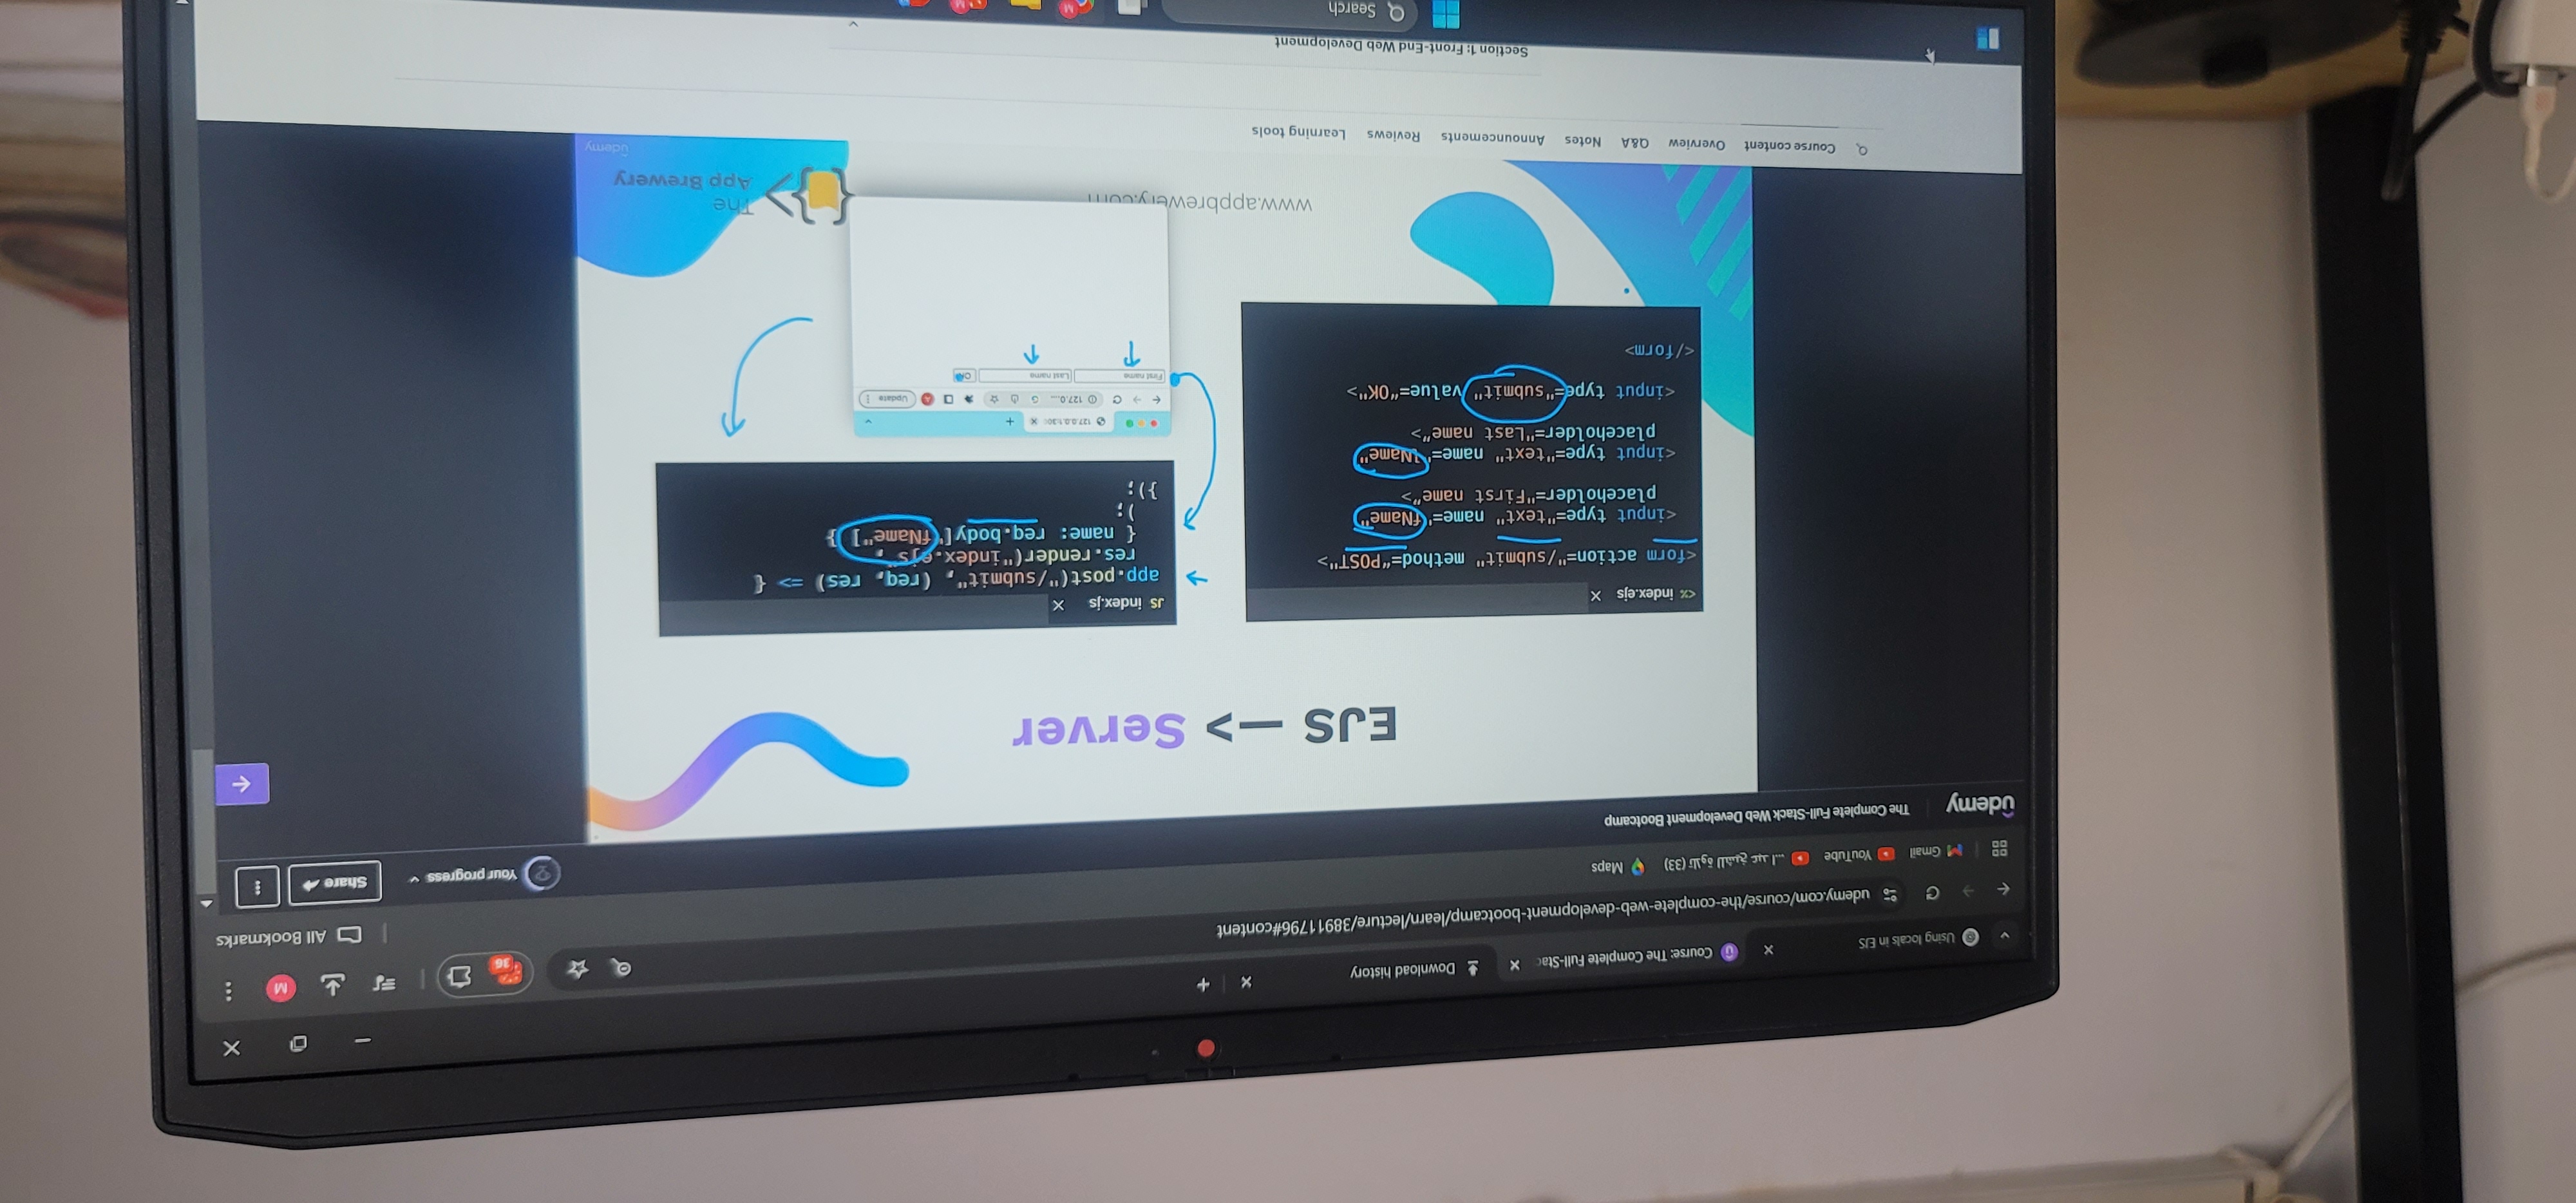 Using locals in EJS
Course: The Complete Full-Stac
Download history
udemy.com/course/the-complete-web-development-bootcamp/learn/lecture/38911796#content
36
M
All Bookmarks
Gmail
YouTube
(33) تلاوة للشيخ عبد ا...
Maps
Your progress
Share
udemy
The Complete Full-Stack Web Development Bootcamp
EJS —> Server
<% index.ejs
<form action="/submit" method=“POST">
<input type="text" name="fName"
placeholder="First name”>
<input type="text" name="lName"
placeholder="Last name”>
<input type="submit" value=“OK">
</form>
JS index.js
app.post("/submit", (req, res) => {
res.render("index.ejs",
{ name: req.body["fName"] }
);
});
127.0.0.1:30
127.0....
Update
First name
Last name
OK
www.appbrewery.com
The
App Brewery
udemy
Course content
Overview
Q&A
Notes
Announcements
Reviews
Learning tools
Section 1: Front-End Web Development
Search
M
M